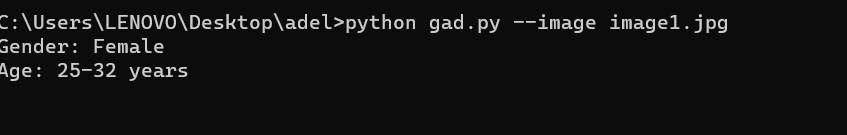 C:\Users\LENOVO\Desktop\adel>python gad.py --image image1.jpg
Gender: Female
Age: 25-32 years